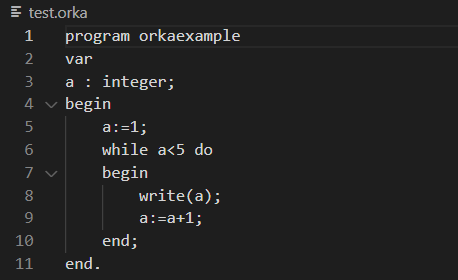 test.orka
1 program orkaexample
2 var
3 a : integer;
4 begin
5 a:=1;
6 while a<5 do
7 begin
8 write(a);
9 a:=a+1;
10 end;
11 end.